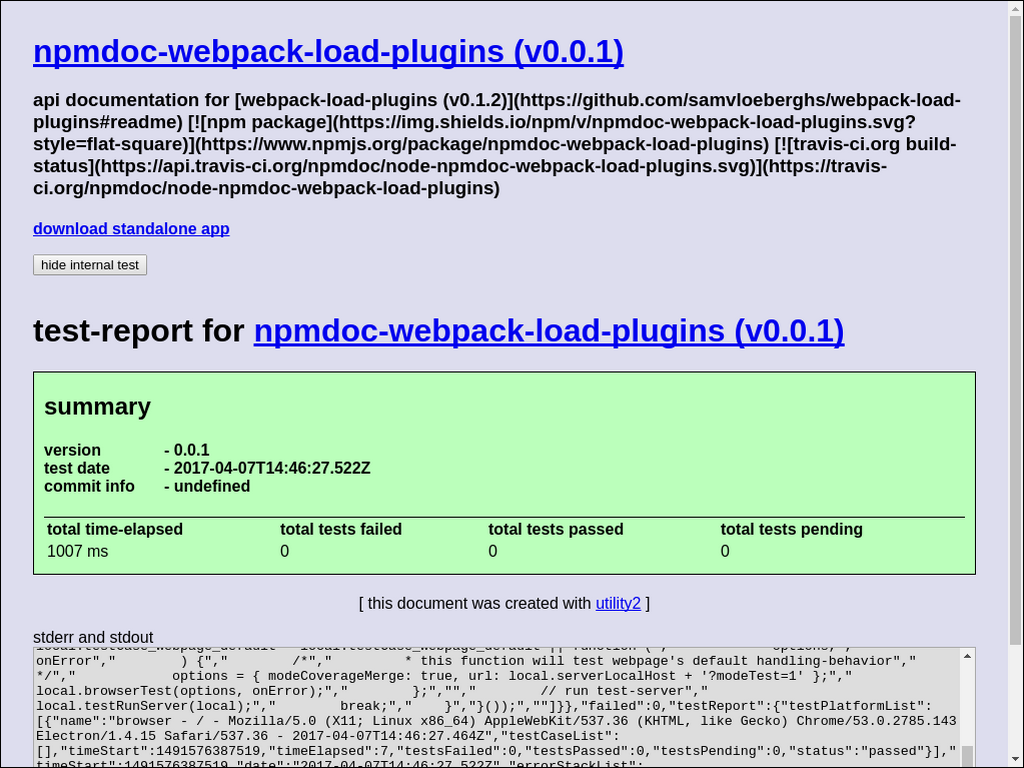 npmdoc-webpack-load-plugins (v0.0.1)
api documentation for [webpack-load-plugins (v0.1.2)](https://github.com/samvloeberghs/webpack-load-
plugins#readme) [![npm package](https://img.shields.io/npm/v/npmdoc-webpack-load-plugins.svg?
style=flat-square)](https://www.npmjs.org/package/npmdoc-webpack-load-plugins) [![travis-ci.org build-
status](https://api.travis-ci.org/npmdoc/node-npmdoc-webpack-load-plugins.svg)](https://travis-
ci.org/npmdoc/node-npmdoc-webpack-load-plugins)
download standalone app
hide internal test
test-report for npmdoc-webpack-load-plugins (v0.0.1)
summary
version - 0.0.1
test date - 2017-04-07T14:46:27.522Z
commit info - undefined
total time-elapsed total tests failed total tests passed total tests pending
1007 ms 0 0 0
[ this document was created with utility2 ]
stderr and stdout
onError","        ) {","        /*","         * this function will test webpage's default handling-behavior","
*/","            options = { modeCoverageMerge: true, url: local.serverLocalHost + '?modeTest=1' };","
local.browserTest(options, onError);","        };","","        // run test-server","
local.testRunServer(local);","        break;","    }","}());",""]}},"failed":0,"testReport":{"testPlatformList":
[{"name":"browser - / - Mozilla/5.0 (X11; Linux x86_64) AppleWebKit/537.36 (KHTML, like Gecko) Chrome/53.0.2785.143
Electron/1.4.15 Safari/537.36 - 2017-04-07T14:46:27.464Z","testCaseList":
[],"timeStart":1491576387519,"timeElapsed":7,"testsFailed":0,"testsPassed":0,"testsPending":0,"status":"passed"}],"
timeStart":1491576387519,"date":"2017-04-07T14:46:27.522Z","errorStackList":